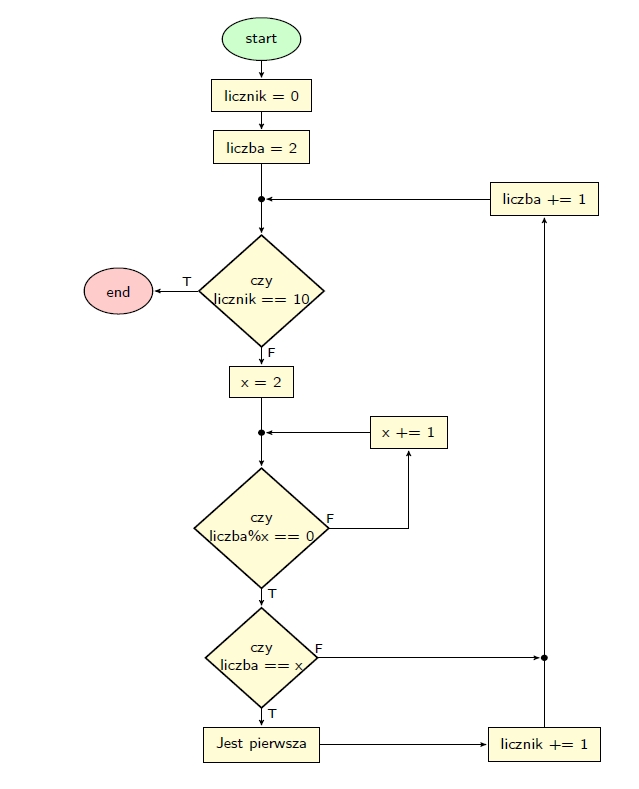 start
licznik = 0
liczba = 2
liczba += 1
czy
licznik == 10
T
end
F
x = 2
x += 1
czy
liczba%x == 0
F
T
czy
liczba == x
F
T
Jest pierwsza
licznik += 1